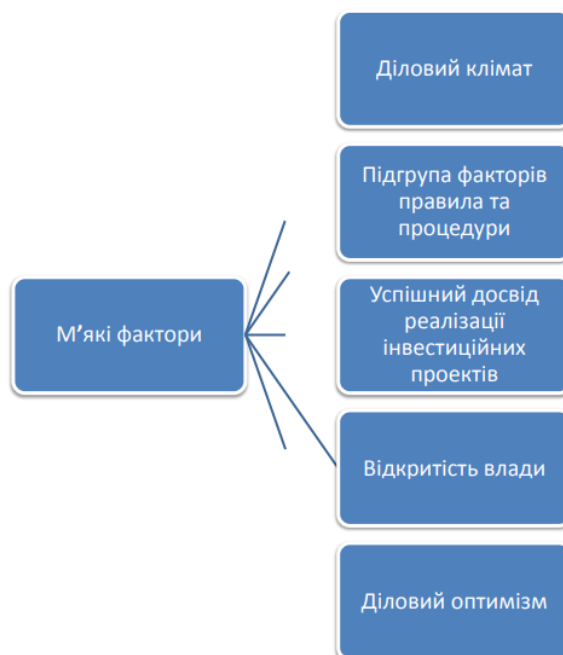 Діловий клімат
Підгрупа факторів
правила та
процедури
М’які фактори
Успішний досвід
реалізації
інвестиційних
проектів
Відкритість влади
Діловий оптимізм